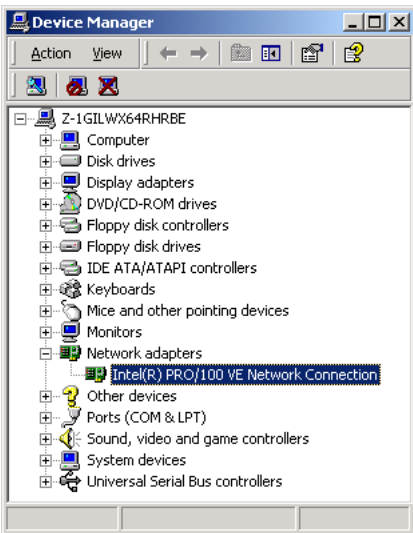 Device Manager
Action View
Z-1GILWX64RHRBE
Computer
Disk drives
Display adapters
DVD/CD-ROM drives
Floppy disk controllers
Floppy disk drives
IDE ATA/ATAPI controllers
Keyboards
Mice and other pointing devices
Monitors
Network adapters
Intel(R) PRO/100 VE Network Connection
Other devices
Ports (COM & LPT)
Sound, video and game controllers
System devices
Universal Serial Bus controllers